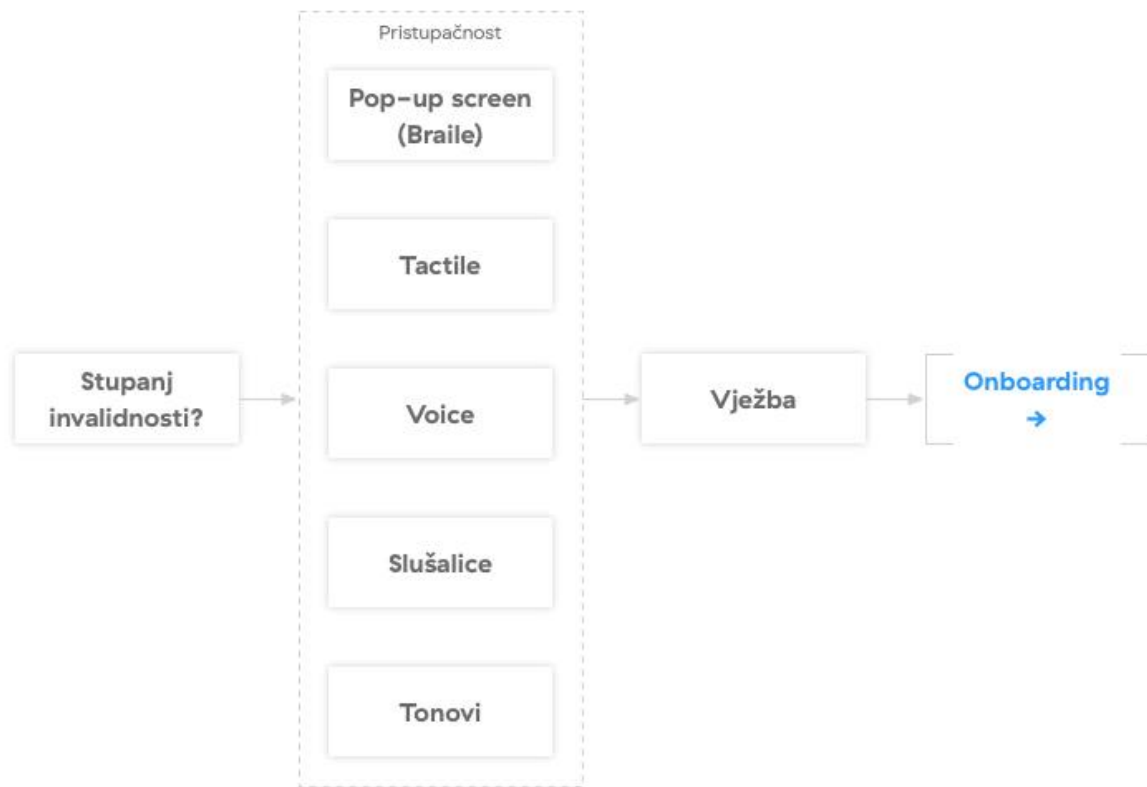 Pristupačnost
Pop-up screen
(Braile)
Tactile
Stupanj
invalidnosti?
Voice
Vježba
Onboarding
→
Slušalice
Tonovi